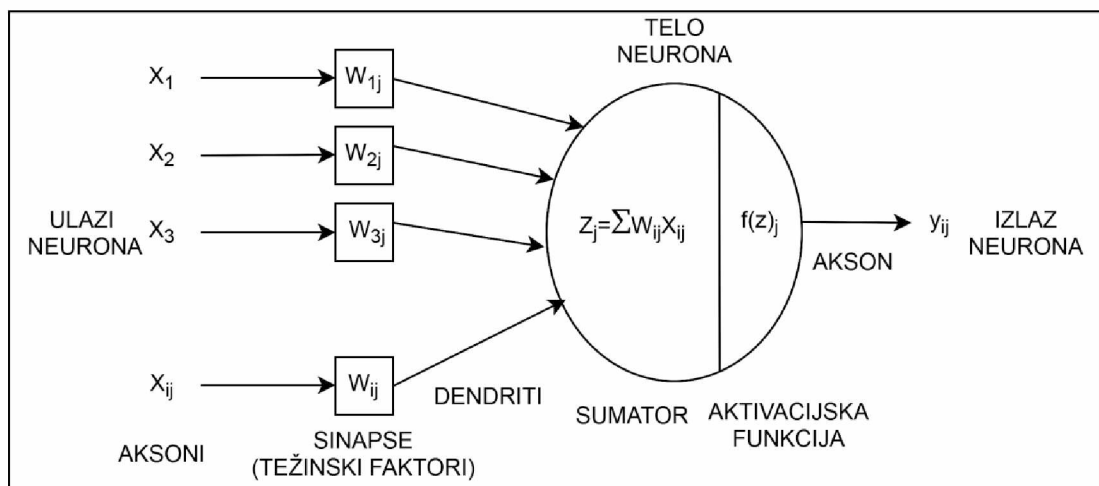 TELO
NEURONA
X₁
W₁ⱼ
X₂
W₂ⱼ
ULAZI
NEURONA
X₃
W₃ⱼ
Zⱼ=∑WᵢⱼXᵢⱼ
f(z)ⱼ
AKSON
yᵢⱼ
IZLAZ
NEURONA
Xᵢⱼ
Wᵢⱼ
DENDRITI
SUMATOR
AKTIVACIJSKA
FUNKCIJA
AKSONI
SINAPSE
(TEŽINSKI FAKTORI)